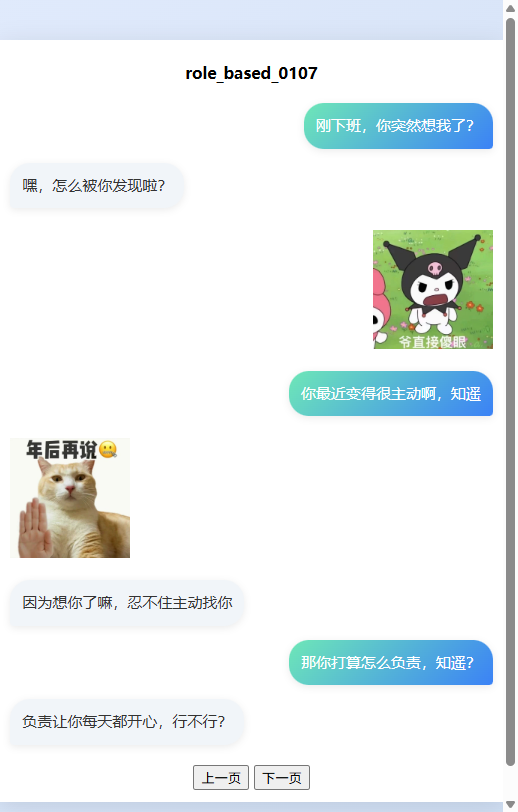 role_based_0107
刚下班，你突然想我了？
嘿，怎么被你发现啦？
爷直接傻眼
你最近变得很主动啊，知遥
年后再说
因为想你了嘛，忍不住主动找你
那你打算怎么负责，知遥？
负责让你每天都开心，行不行？
上一页 下一页